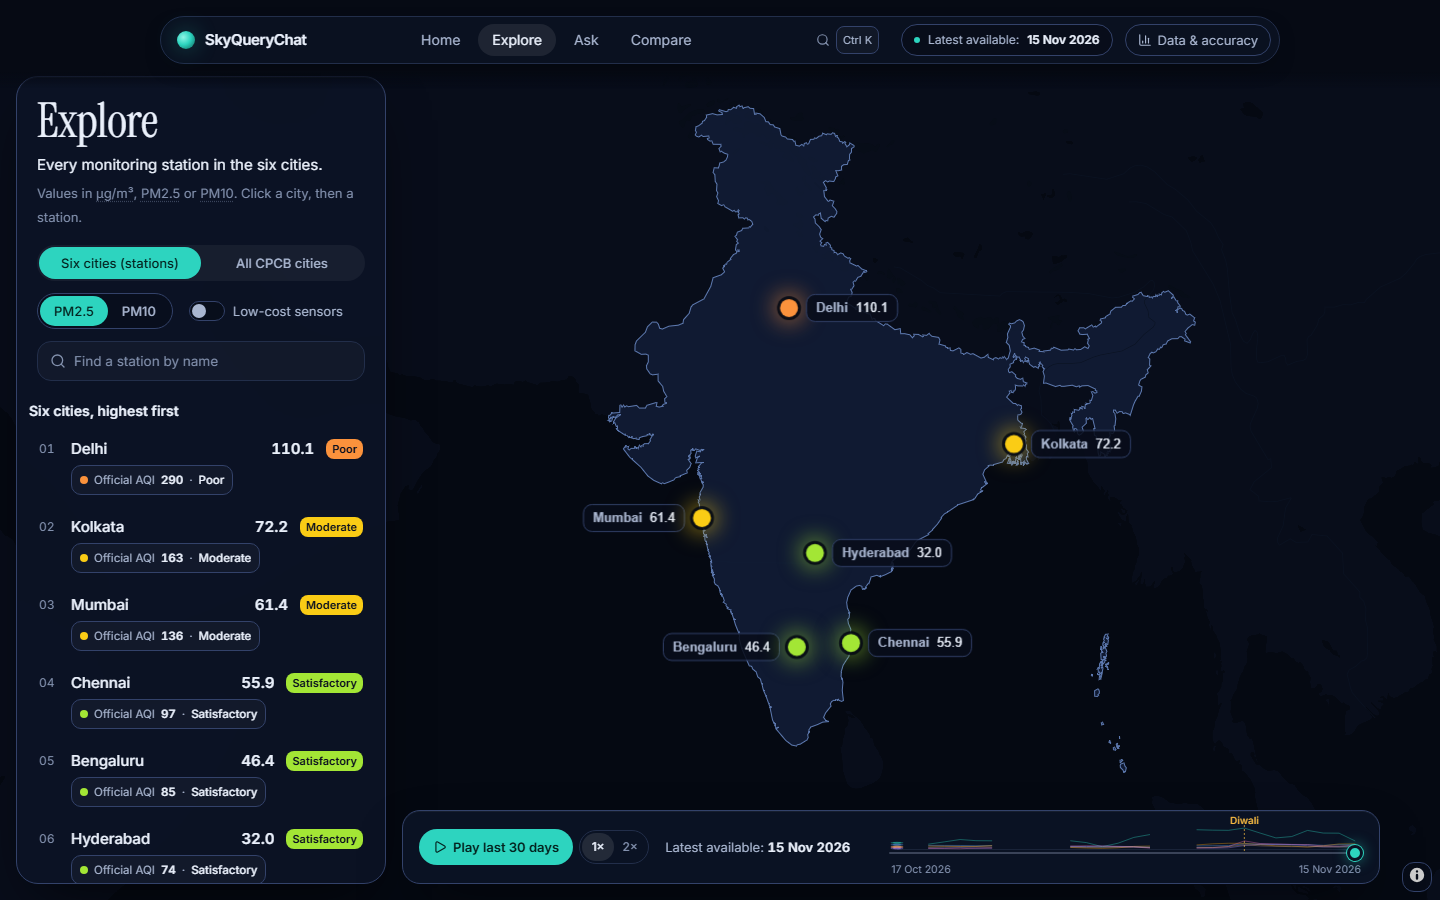 SkyQueryChat
Home
Explore
Ask
Compare
Ctrl K
Latest available: 15 Nov 2026
Data & accuracy
Explore
Every monitoring station in the six cities.
Values in µg/m³, PM2.5 or PM10. Click a city, then a
station.
Six cities (stations)
All CPCB cities
PM2.5
PM10
Low-cost sensors
Find a station by name
Six cities, highest first
01 Delhi 110.1 Poor
Official AQI 290 · Poor
02 Kolkata 72.2 Moderate
Official AQI 163 · Moderate
03 Mumbai 61.4 Moderate
Official AQI 136 · Moderate
04 Chennai 55.9 Satisfactory
Official AQI 97 · Satisfactory
05 Bengaluru 46.4 Satisfactory
Official AQI 85 · Satisfactory
06 Hyderabad 32.0 Satisfactory
Official AQI 74 · Satisfactory
Delhi 110.1
Kolkata 72.2
Mumbai 61.4
Hyderabad 32.0
Bengaluru 46.4
Chennai 55.9
Play last 30 days
1×
2×
Latest available: 15 Nov 2026
Diwali
17 Oct 2026
15 Nov 2026